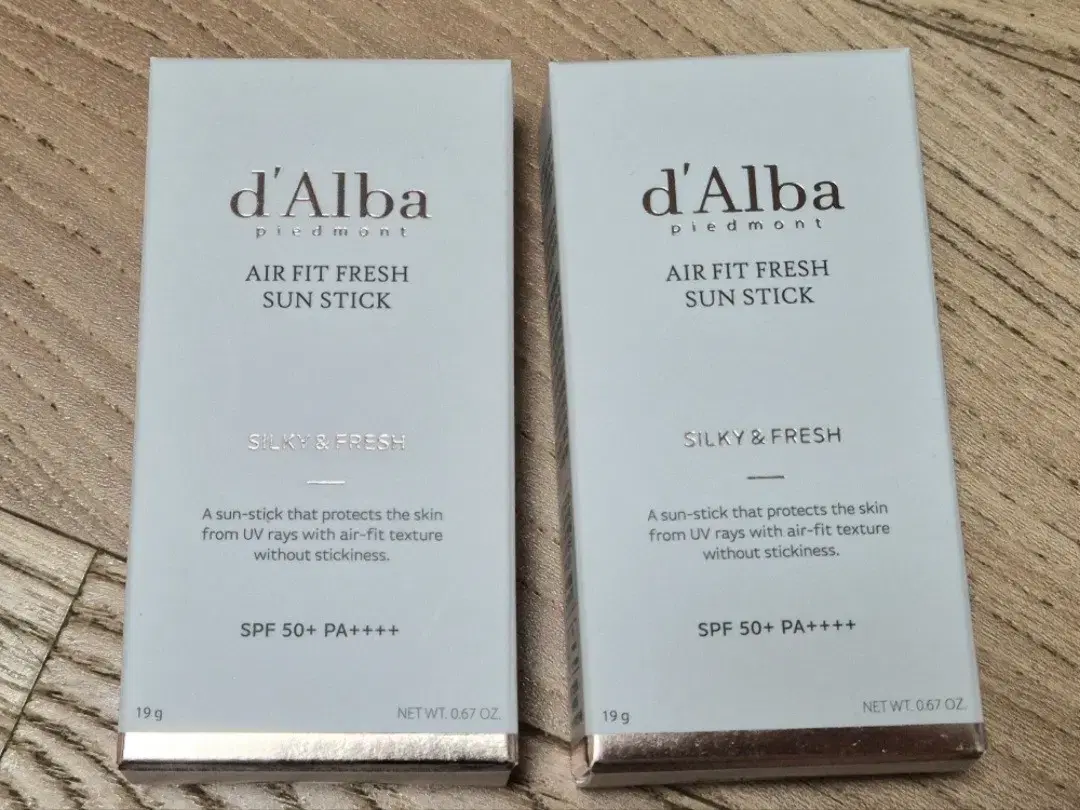 d'Alba
piedmont
AIR FIT FRESH
SUN STICK
SILKY & FRESH
A sun-stick that protects the skin
from UV rays with air-fit texture
without stickiness.
SPF 50+ PA++++
19 g
NET WT. 0.67 OZ.
d'Alba
piedmont
AIR FIT FRESH
SUN STICK
SILKY & FRESH
A sun-stick that protects the skin
from UV rays with air-fit texture
without stickiness.
SPF 50+ PA++++
19 g
NET WT. 0.67 OZ.